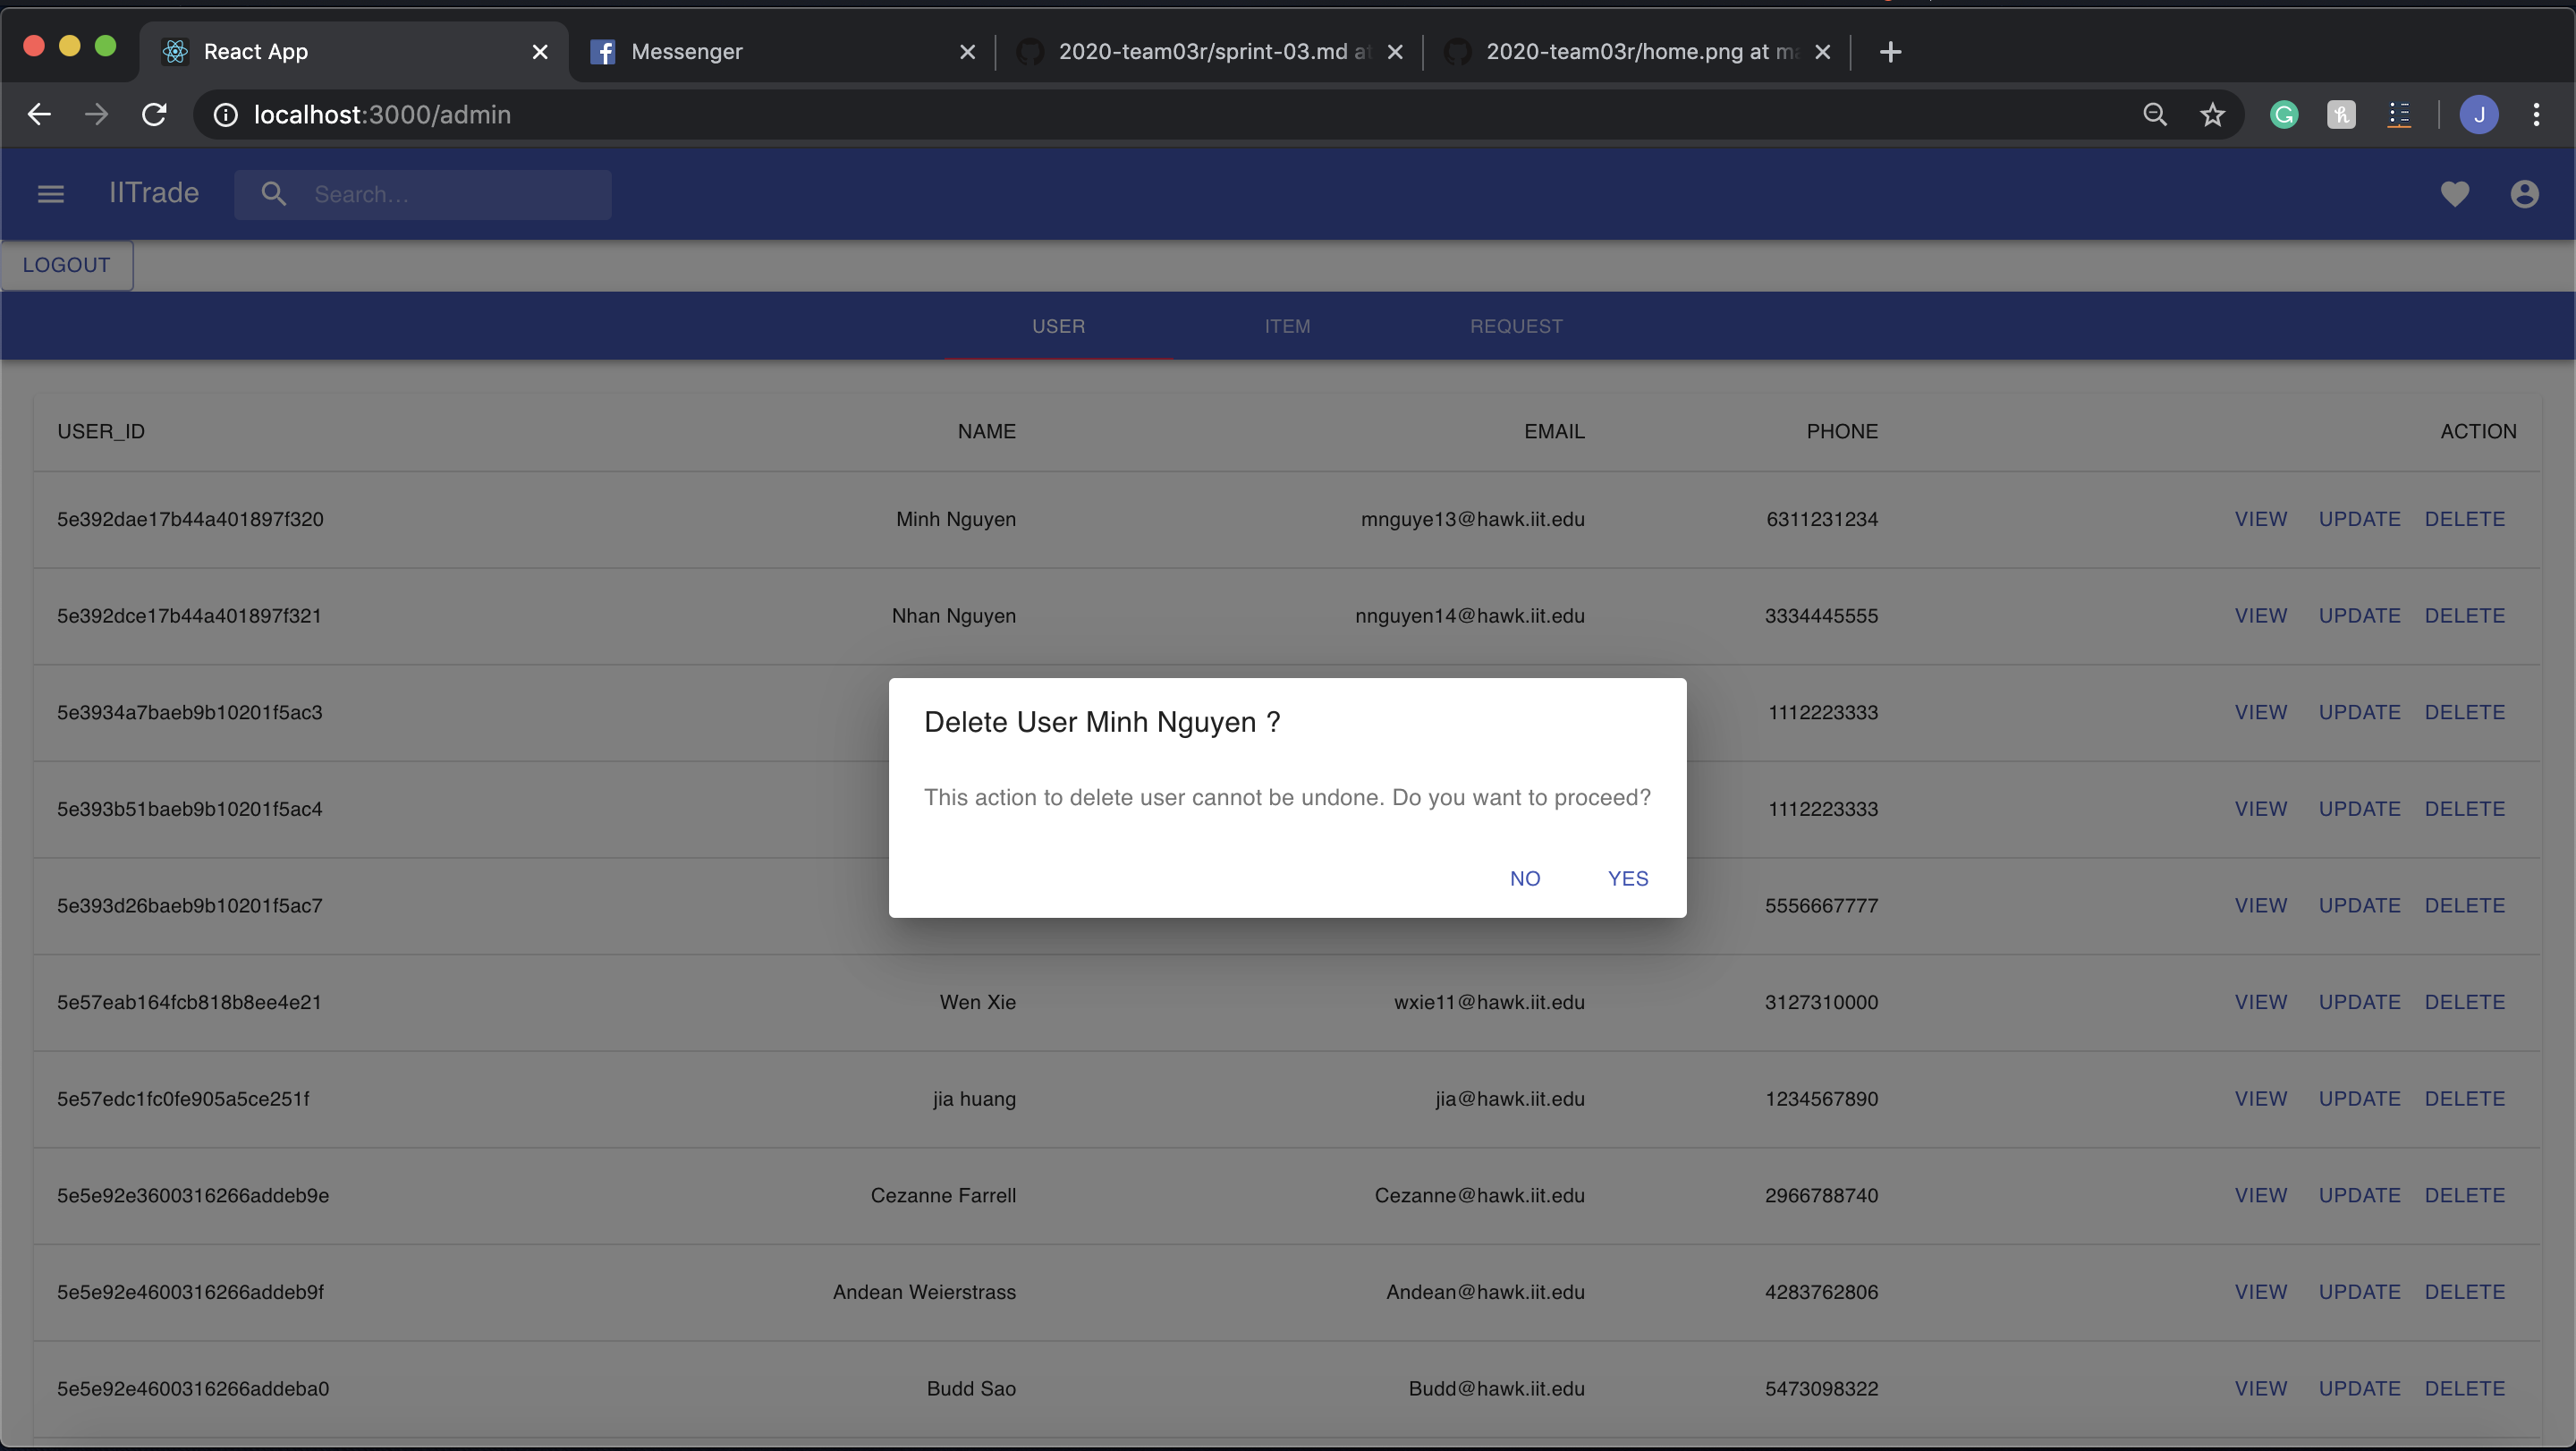 React App
Messenger
2020-team03r/sprint-03.md at
2020-team03r/home.png at ma
localhost:3000/admin
J
IITrade
Search…
LOGOUT
USER ITEM REQUEST
USER_ID NAME EMAIL PHONE ACTION
5e392dae17b44a401897f320 Minh Nguyen mnguye13@hawk.iit.edu 6311231234 VIEW UPDATE DELETE
5e392dce17b44a401897f321 Nhan Nguyen nnguyen14@hawk.iit.edu 3334445555 VIEW UPDATE DELETE
5e3934a7baeb9b10201f5ac3 1112223333 VIEW UPDATE DELETE
Delete User Minh Nguyen ?
This action to delete user cannot be undone. Do you want to proceed?
NO YES
5e393b51baeb9b10201f5ac4 1112223333 VIEW UPDATE DELETE
5e393d26baeb9b10201f5ac7 5556667777 VIEW UPDATE DELETE
5e57eab164fcb818b8ee4e21 Wen Xie wxie11@hawk.iit.edu 3127310000 VIEW UPDATE DELETE
5e57edc1fc0fe905a5ce251f jia huang jia@hawk.iit.edu 1234567890 VIEW UPDATE DELETE
5e5e92e3600316266addeb9e Cezanne Farrell Cezanne@hawk.iit.edu 2966788740 VIEW UPDATE DELETE
5e5e92e4600316266addeb9f Andean Weierstrass Andean@hawk.iit.edu 4283762806 VIEW UPDATE DELETE
5e5e92e4600316266addeba0 Budd Sao Budd@hawk.iit.edu 5473098322 VIEW UPDATE DELETE